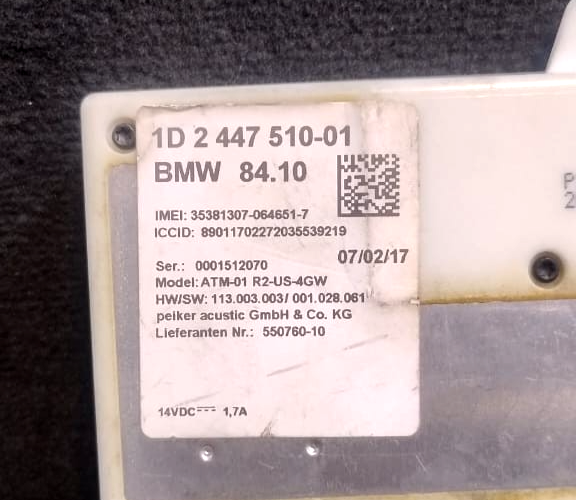 1D 2 447 510-01
BMW 84.10
IMEI: 35381307-064651-7
ICCID: 89011702272035539219
07/02/17
Ser.: 0001512070
Model: ATM-01 R2-US-4GW
HW/SW: 113.003.003/ 001.028.061
peiker acustic GmbH & Co. KG
Lieferanten Nr.: 550760-10
14VDC⎓ 1,7A
P
2